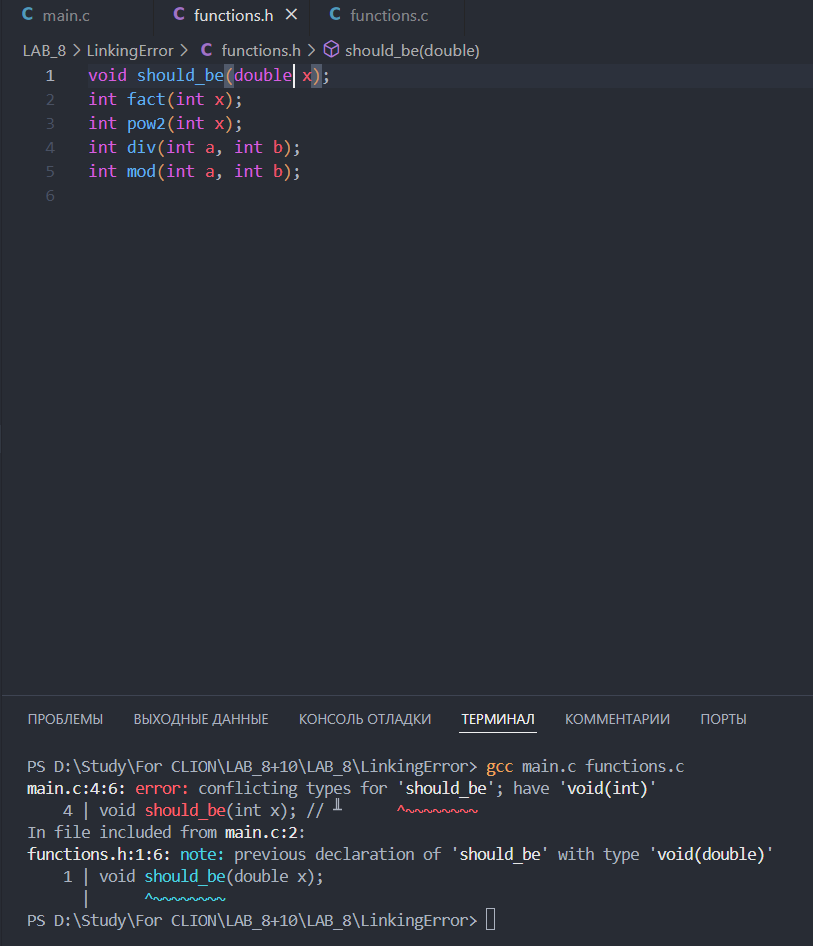 C main.c C functions.h × C functions.c
LAB_8 > LinkingError > C functions.h > should_be(double)
1 void should_be(double x);
2 int fact(int x);
3 int pow2(int x);
4 int div(int a, int b);
5 int mod(int a, int b);
6
ПРОБЛЕМЫ ВЫХОДНЫЕ ДАННЫЕ КОНСОЛЬ ОТЛАДКИ ТЕРМИНАЛ КОММЕНТАРИИ ПОРТЫ
PS D:\Study\For CLION\LAB_8+10\LAB_8\LinkingError> gcc main.c functions.c
main.c:4:6: error: conflicting types for 'should_be'; have 'void(int)'
4 | void should_be(int x); // ╨ ^~~~~~~~~
In file included from main.c:2:
functions.h:1:6: note: previous declaration of 'should_be' with type 'void(double)'
1 | void should_be(double x);
| ^~~~~~~~~
PS D:\Study\For CLION\LAB_8+10\LAB_8\LinkingError>